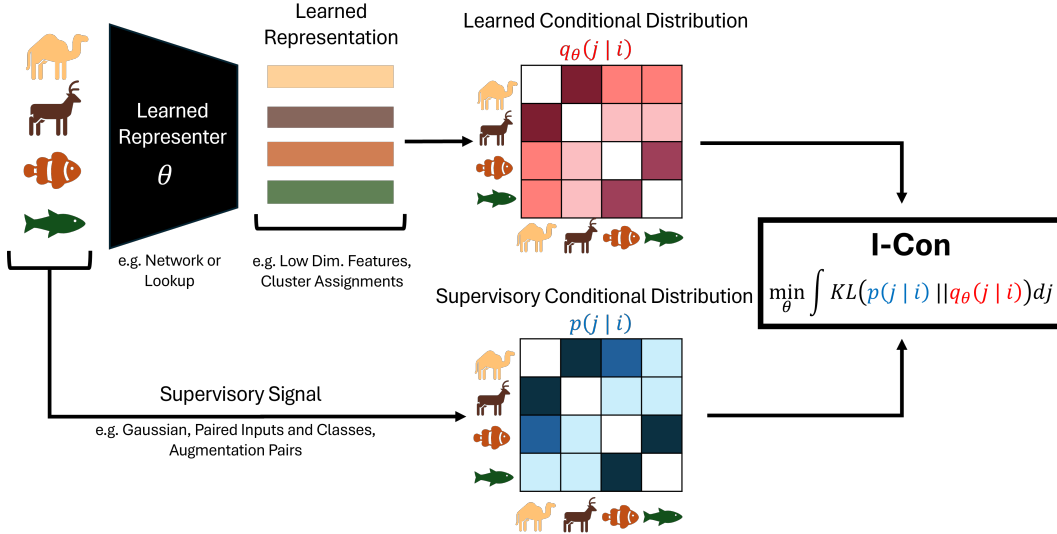 Learned
Representation
Learned
Representer
θ
e.g. Network or
Lookup
e.g. Low Dim. Features,
Cluster Assignments
Learned Conditional Distribution
qθ(j | i)
Supervisory Signal
e.g. Gaussian, Paired Inputs and Classes,
Augmentation Pairs
Supervisory Conditional Distribution
p(j | i)
I-Con
min θ ∫ KL(p(j | i) ||qθ(j | i))dj